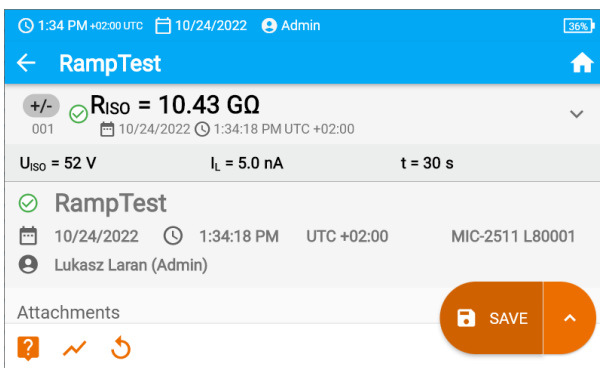 1:34 PM +02:00 UTC 10/24/2022 Admin 36%
RampTest
+/- RISO = 10.43 GΩ
001 10/24/2022 1:34:18 PM UTC +02:00
UISO = 52 V IL = 5.0 nA t = 30 s
RampTest
10/24/2022 1:34:18 PM UTC +02:00 MIC-2511 L80001
Lukasz Laran (Admin)
Attachments
SAVE
?